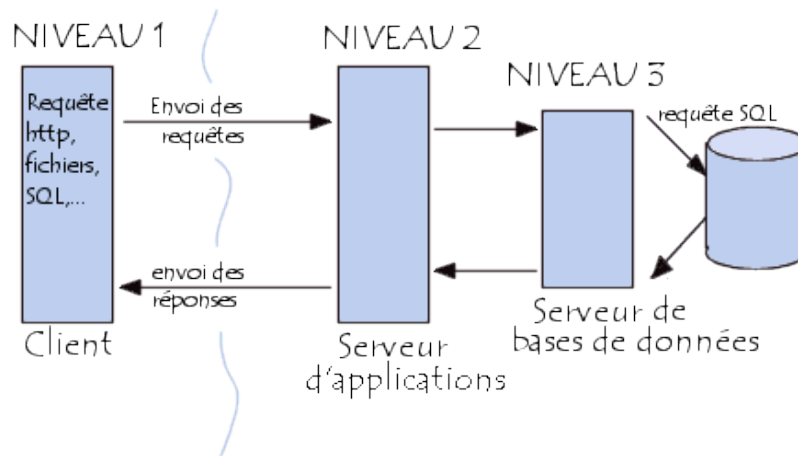 NIVEAU 1
Requête
http,
fichiers,
SQL,...
Client
Envoi des
requêtes
envoi des
réponses
NIVEAU 2
Serveur
d'applications
NIVEAU 3
Serveur de
bases de données
requête SQL